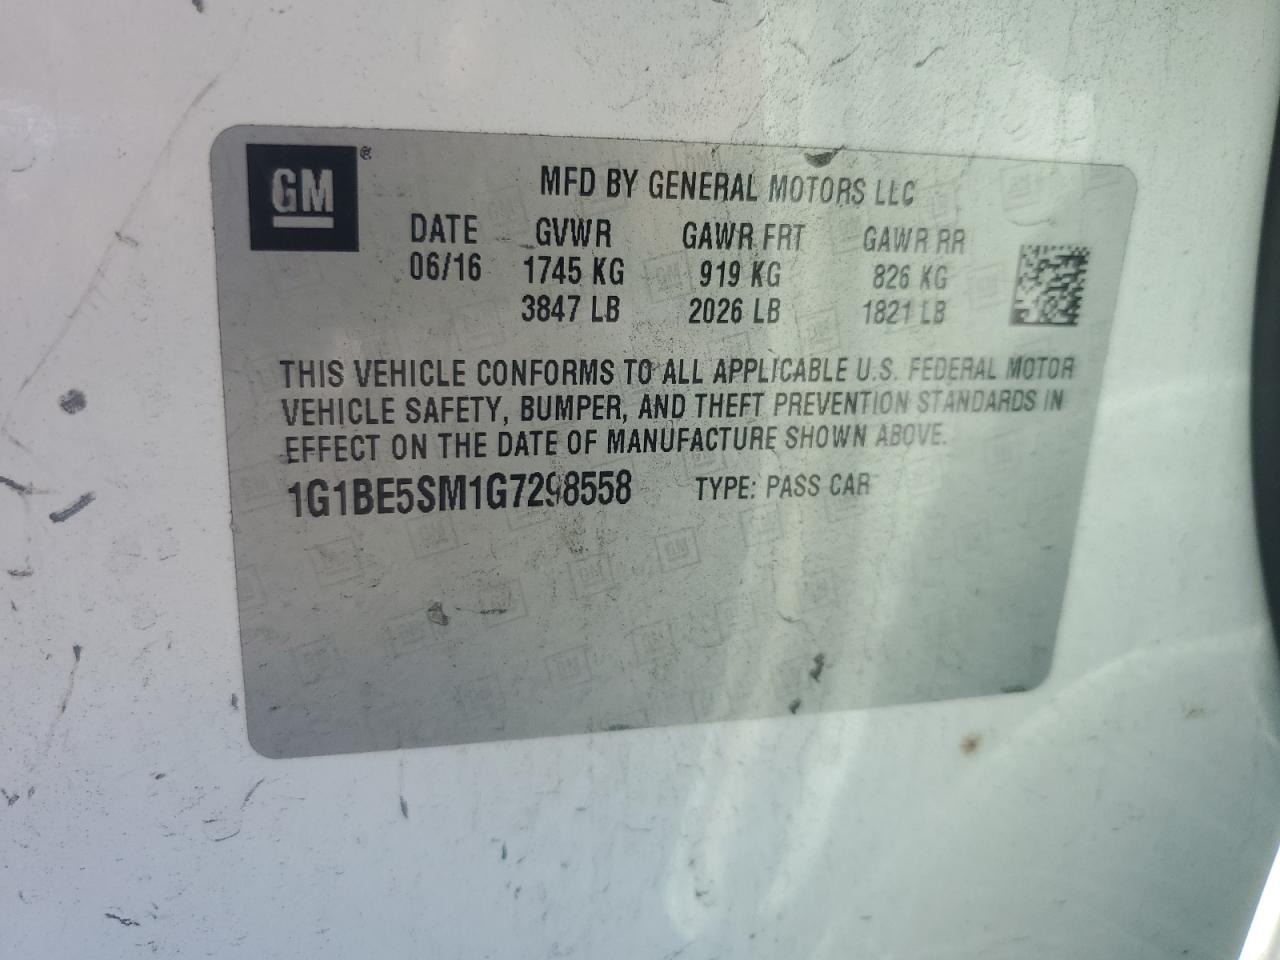 GM ®
MFD BY GENERAL MOTORS LLC
DATE GVWR GAWR FRT GAWR RR
06/16 1745 KG 919 KG 826 KG
3847 LB 2026 LB 1821 LB
THIS VEHICLE CONFORMS TO ALL APPLICABLE U.S. FEDERAL MOTOR
VEHICLE SAFETY, BUMPER, AND THEFT PREVENTION STANDARDS IN
EFFECT ON THE DATE OF MANUFACTURE SHOWN ABOVE.
1G1BE5SM1G7298558 TYPE: PASS CAR